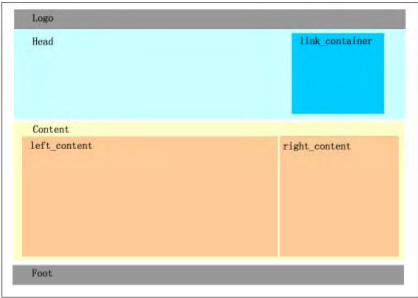 Logo
Head
link_container
Content
left_content
right_content
Foot